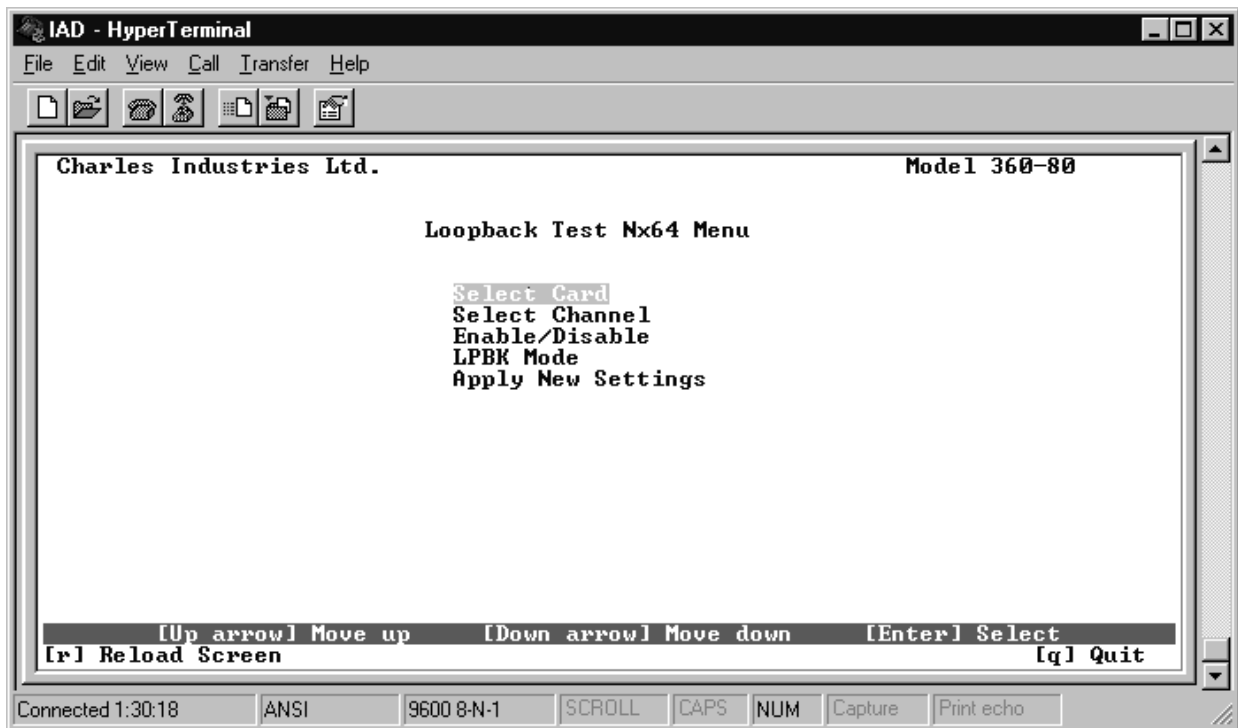 IAD - HyperTerminal
File Edit View Call Transfer Help
Charles Industries Ltd. Model 360-80
Loopback Test Nx64 Menu
Select Card
Select Channel
Enable/Disable
LPBK Mode
Apply New Settings
[Up arrow] Move up [Down arrow] Move down [Enter] Select
[r] Reload Screen [q] Quit
Connected 1:30:18 ANSI 9600 8-N-1 SCROLL CAPS NUM Capture Print echo